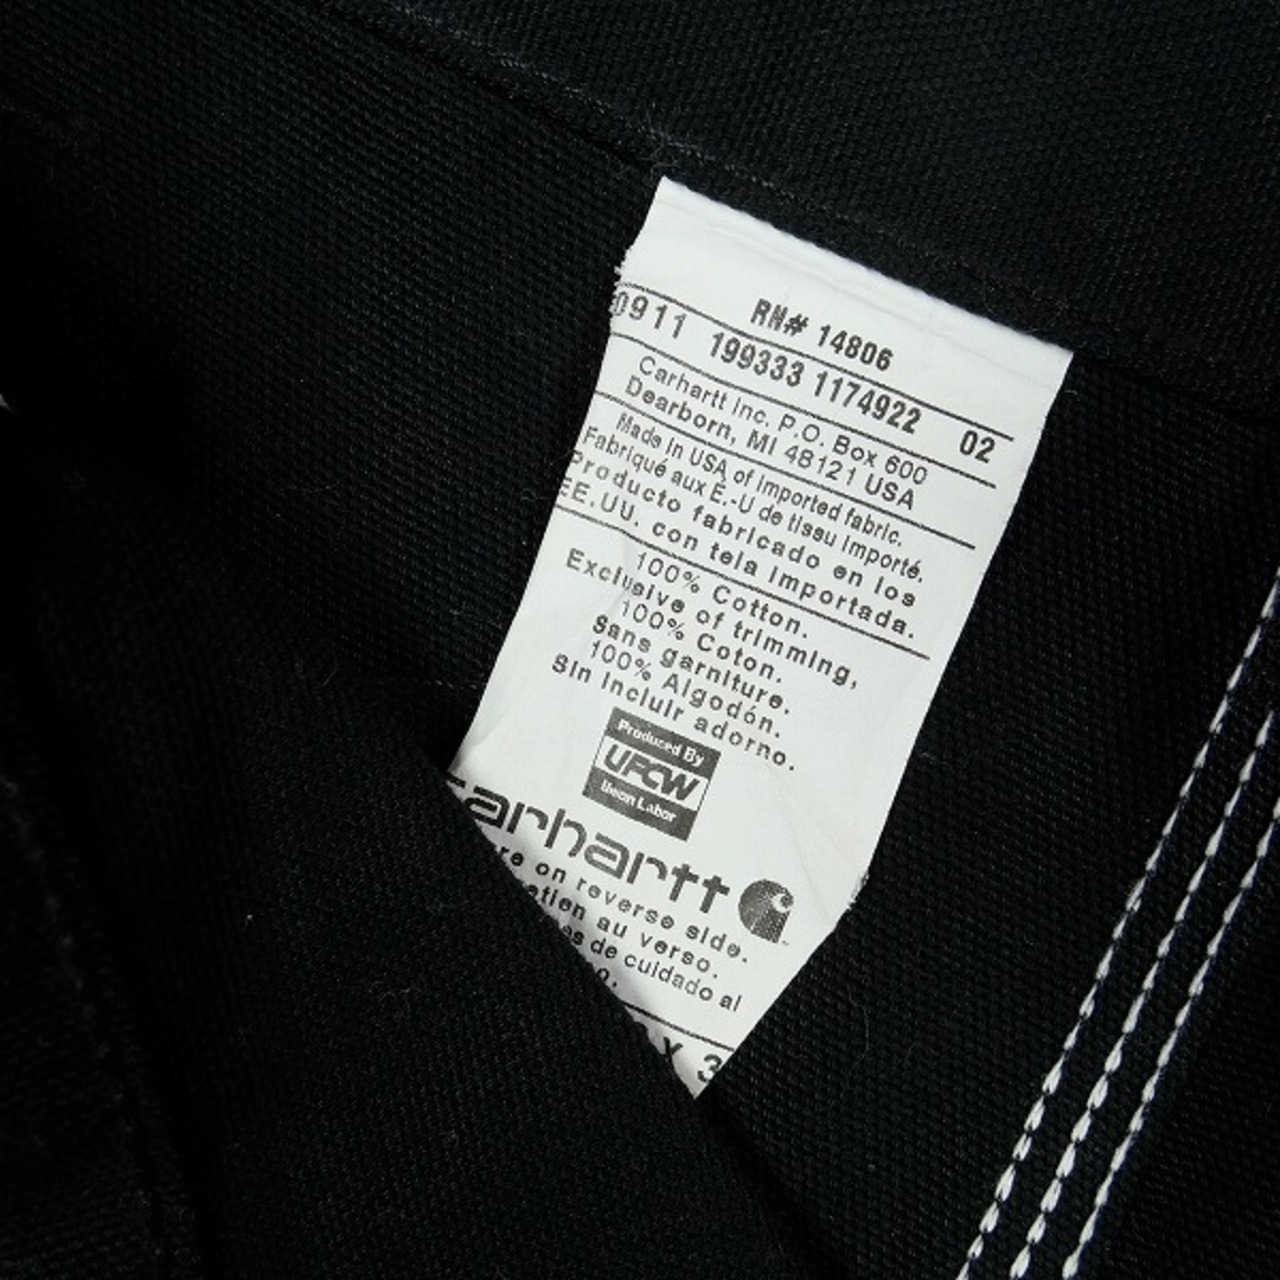 RN# 14806
0911 199333 1174922 02
Carhartt Inc. P.O. Box 600
Dearborn, MI 48121 USA
Made in USA of imported fabric.
Fabriqué aux É.-U de tissu importé.
Producto fabricado en los
EE.UU. con tela importada.
100% Cotton.
Exclusive of trimming,
100% Coton.
Sans garniture.
100% Algodón.
Sin incluir adorno.
Produced By
UFCW
Union Labor
carhartt
on reverse side.
au verso.
de cuidado al
X 3